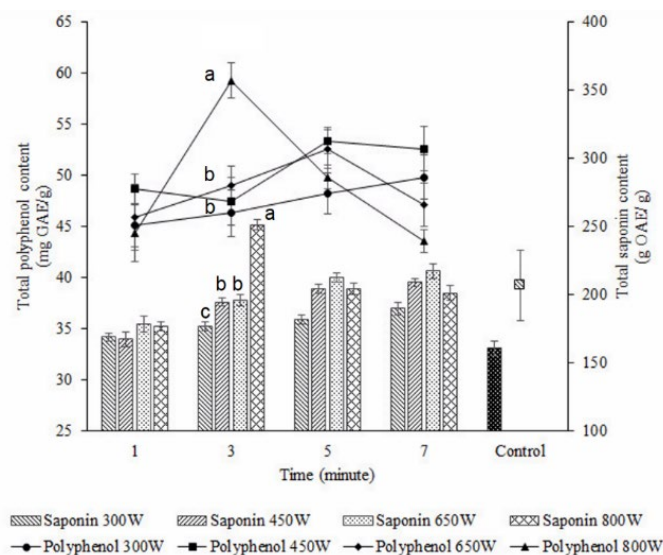 Total polyphenol content
(mg GAE/g)
65
60
55
50
45
40
35
30
25
a
b
b
a
c
b
b
400
350
300
250
200
150
100
Total saponin content
(g OAE/g)
1
3
5
7
Control
Time (minute)
Saponin 300W
Saponin 450W
Saponin 650W
Saponin 800W
Polyphenol 300W
Polyphenol 450W
Polyphenol 650W
Polyphenol 800W